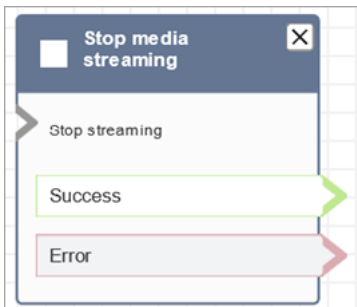 Stop media
streaming
Stop streaming
Success
Error